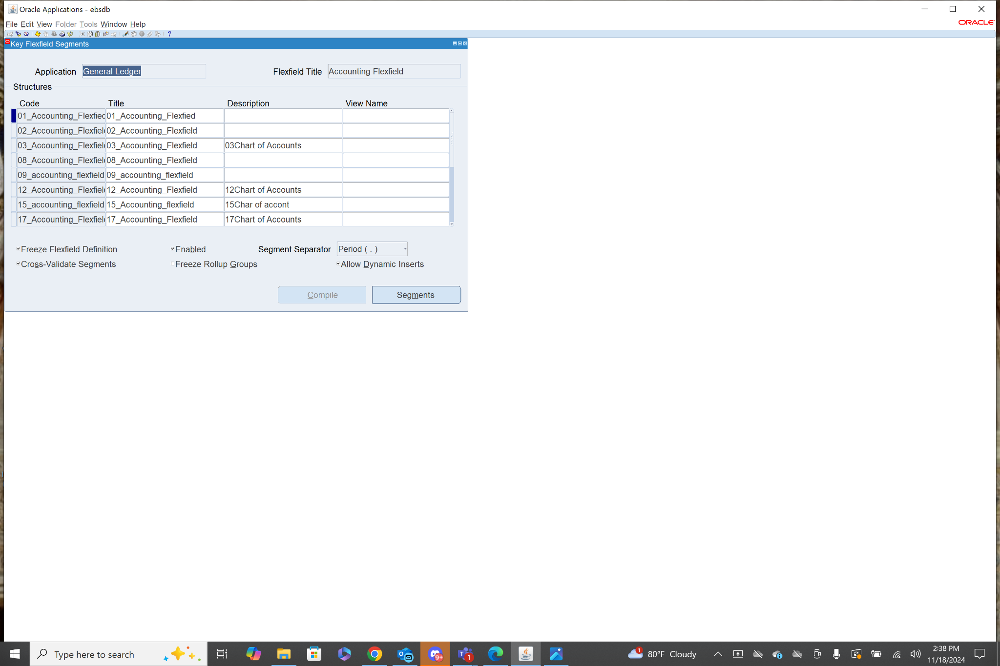 Oracle Applications - ebsdb
File Edit View Folder Tools Window Help
ORACLE
?
Key Flexfield Segments
Application General Ledger Flexfield Title Accounting Flexfield
Structures
Code Title Description View Name
01_Accounting_Flexfied 01_Accounting_Flexfied
02_Accounting_Flexfiel 02_Accounting_Flexfield
03_Accounting_Flexfiel 03_Accounting_Flexfield 03Chart of Accounts
08_Accounting_Flexfiel 08_Accounting_Flexfield
09_accounting_flexfield 09_accounting_flexfield
12_Accounting_Flexfiel 12_Accounting_Flexfield 12Chart of Accounts
15_accounting_flexfield 15_Accounting_flexfield 15Char of accont
17_Accounting_Flexfiel 17_Accounting_Flexfield 17Chart of Accounts
Freeze Flexfield Definition Enabled Segment Separator Period ( . )
Cross-Validate Segments Freeze Rollup Groups Allow Dynamic Inserts
Compile Segments
Type here to search 9+ 1 1 80°F Cloudy 2:38 PM
11/18/2024